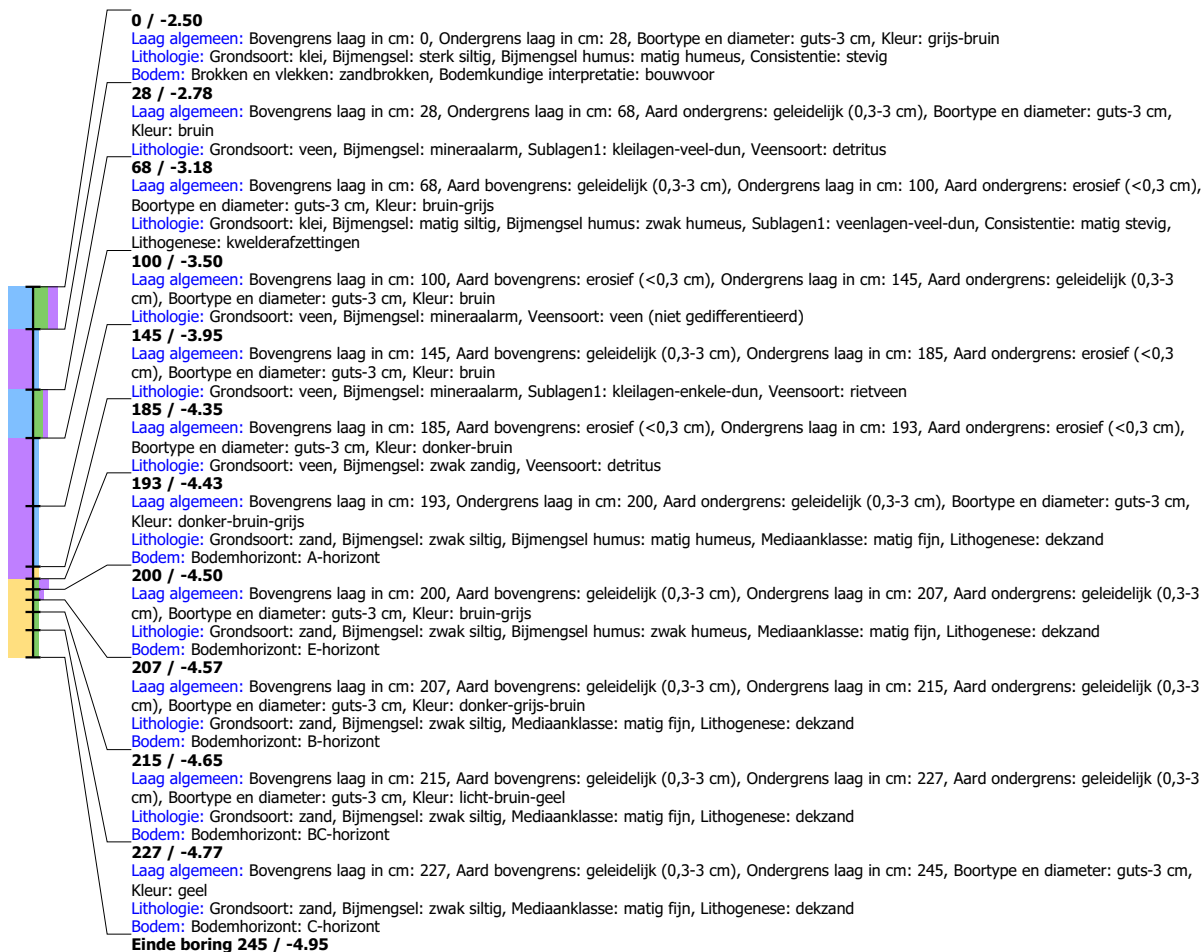 0 / -2.50
Laag algemeen: Bovengrens laag in cm: 0, Ondergrens laag in cm: 28, Boortype en diameter: guts-3 cm, Kleur: grijs-bruin
Lithologie: Grondsoort: klei, Bijmengsel: sterk siltig, Bijmengsel humus: matig humeus, Consistentie: stevig
Bodem: Brokken en vlekken: zandbrokken, Bodemkundige interpretatie: bouwvoor
28 / -2.78
Laag algemeen: Bovengrens laag in cm: 28, Ondergrens laag in cm: 68, Aard ondergrens: geleidelijk (0,3-3 cm), Boortype en diameter: guts-3 cm,
Kleur: bruin
Lithologie: Grondsoort: veen, Bijmengsel: mineraalarm, Sublagen1: kleilagen-veel-dun, Veensoort: detritus
68 / -3.18
Laag algemeen: Bovengrens laag in cm: 68, Aard bovengrens: geleidelijk (0,3-3 cm), Ondergrens laag in cm: 100, Aard ondergrens: erosief (<0,3 cm),
Boortype en diameter: guts-3 cm, Kleur: bruin-grijs
Lithologie: Grondsoort: klei, Bijmengsel: matig siltig, Bijmengsel humus: zwak humeus, Sublagen1: veenlagen-veel-dun, Consistentie: matig stevig,
Lithogenese: kwelderafzettingen
100 / -3.50
Laag algemeen: Bovengrens laag in cm: 100, Aard bovengrens: erosief (<0,3 cm), Ondergrens laag in cm: 145, Aard ondergrens: geleidelijk (0,3-3
cm), Boortype en diameter: guts-3 cm, Kleur: bruin
Lithologie: Grondsoort: veen, Bijmengsel: mineraalarm, Veensoort: veen (niet gedifferentieerd)
145 / -3.95
Laag algemeen: Bovengrens laag in cm: 145, Aard bovengrens: geleidelijk (0,3-3 cm), Ondergrens laag in cm: 185, Aard ondergrens: erosief (<0,3
cm), Boortype en diameter: guts-3 cm, Kleur: bruin
Lithologie: Grondsoort: veen, Bijmengsel: mineraalarm, Sublagen1: kleilagen-enkele-dun, Veensoort: rietveen
185 / -4.35
Laag algemeen: Bovengrens laag in cm: 185, Aard bovengrens: erosief (<0,3 cm), Ondergrens laag in cm: 193, Aard ondergrens: erosief (<0,3 cm),
Boortype en diameter: guts-3 cm, Kleur: donker-bruin
Lithologie: Grondsoort: veen, Bijmengsel: zwak zandig, Veensoort: detritus
193 / -4.43
Laag algemeen: Bovengrens laag in cm: 193, Ondergrens laag in cm: 200, Aard ondergrens: geleidelijk (0,3-3 cm), Boortype en diameter: guts-3 cm,
Kleur: donker-bruin-grijs
Lithologie: Grondsoort: zand, Bijmengsel: zwak siltig, Bijmengsel humus: matig humeus, Mediaanklasse: matig fijn, Lithogenese: dekzand
Bodem: Bodemhorizont: A-horizont
200 / -4.50
Laag algemeen: Bovengrens laag in cm: 200, Aard bovengrens: geleidelijk (0,3-3 cm), Ondergrens laag in cm: 207, Aard ondergrens: geleidelijk (0,3-3
cm), Boortype en diameter: guts-3 cm, Kleur: bruin-grijs
Lithologie: Grondsoort: zand, Bijmengsel: zwak siltig, Bijmengsel humus: zwak humeus, Mediaanklasse: matig fijn, Lithogenese: dekzand
Bodem: Bodemhorizont: E-horizont
207 / -4.57
Laag algemeen: Bovengrens laag in cm: 207, Aard bovengrens: geleidelijk (0,3-3 cm), Ondergrens laag in cm: 215, Aard ondergrens: geleidelijk (0,3-3
cm), Boortype en diameter: guts-3 cm, Kleur: donker-grijs-bruin
Lithologie: Grondsoort: zand, Bijmengsel: zwak siltig, Mediaanklasse: matig fijn, Lithogenese: dekzand
Bodem: Bodemhorizont: B-horizont
215 / -4.65
Laag algemeen: Bovengrens laag in cm: 215, Aard bovengrens: geleidelijk (0,3-3 cm), Ondergrens laag in cm: 227, Aard ondergrens: geleidelijk (0,3-3
cm), Boortype en diameter: guts-3 cm, Kleur: licht-bruin-geel
Lithologie: Grondsoort: zand, Bijmengsel: zwak siltig, Mediaanklasse: matig fijn, Lithogenese: dekzand
Bodem: Bodemhorizont: BC-horizont
227 / -4.77
Laag algemeen: Bovengrens laag in cm: 227, Aard bovengrens: geleidelijk (0,3-3 cm), Ondergrens laag in cm: 245, Boortype en diameter: guts-3 cm,
Kleur: geel
Lithologie: Grondsoort: zand, Bijmengsel: zwak siltig, Mediaanklasse: matig fijn, Lithogenese: dekzand
Bodem: Bodemhorizont: C-horizont
Einde boring 245 / -4.95